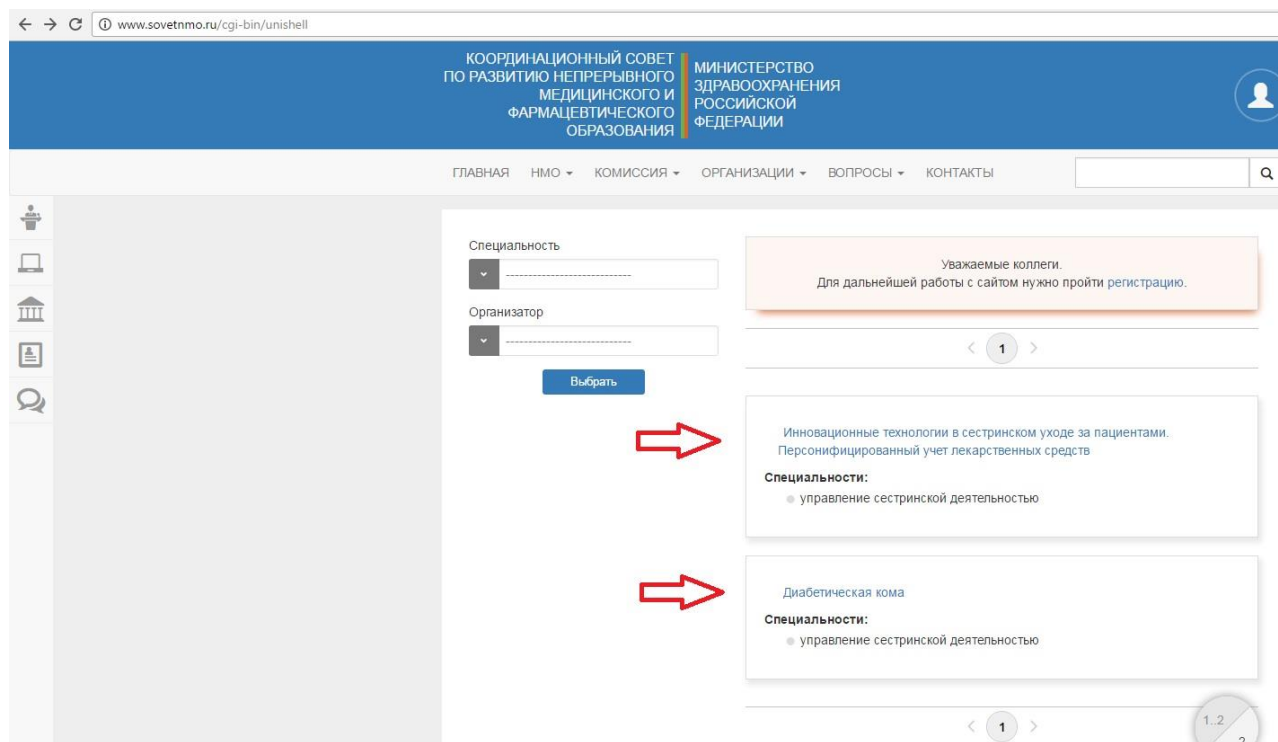 www.sovetnmo.ru/cgi-bin/unishell
КООРДИНАЦИОННЫЙ СОВЕТ
ПО РАЗВИТИЮ НЕПРЕРЫВНОГО
МЕДИЦИНСКОГО И
ФАРМАЦЕВТИЧЕСКОГО
ОБРАЗОВАНИЯ
МИНИСТЕРСТВО
ЗДРАВООХРАНЕНИЯ
РОССИЙСКОЙ
ФЕДЕРАЦИИ
ГЛАВНАЯ НМО КОМИССИЯ ОРГАНИЗАЦИИ ВОПРОСЫ КОНТАКТЫ
Специальность
----------------------------
Организатор
----------------------------
Выбрать
Уважаемые коллеги.
Для дальнейшей работы с сайтом нужно пройти регистрацию.
< 1 >
Инновационные технологии в сестринском уходе за пациентами.
Персонифицированный учет лекарственных средств
Специальности:
управление сестринской деятельностью
Диабетическая кома
Специальности:
управление сестринской деятельностью
< 1 >
1..2